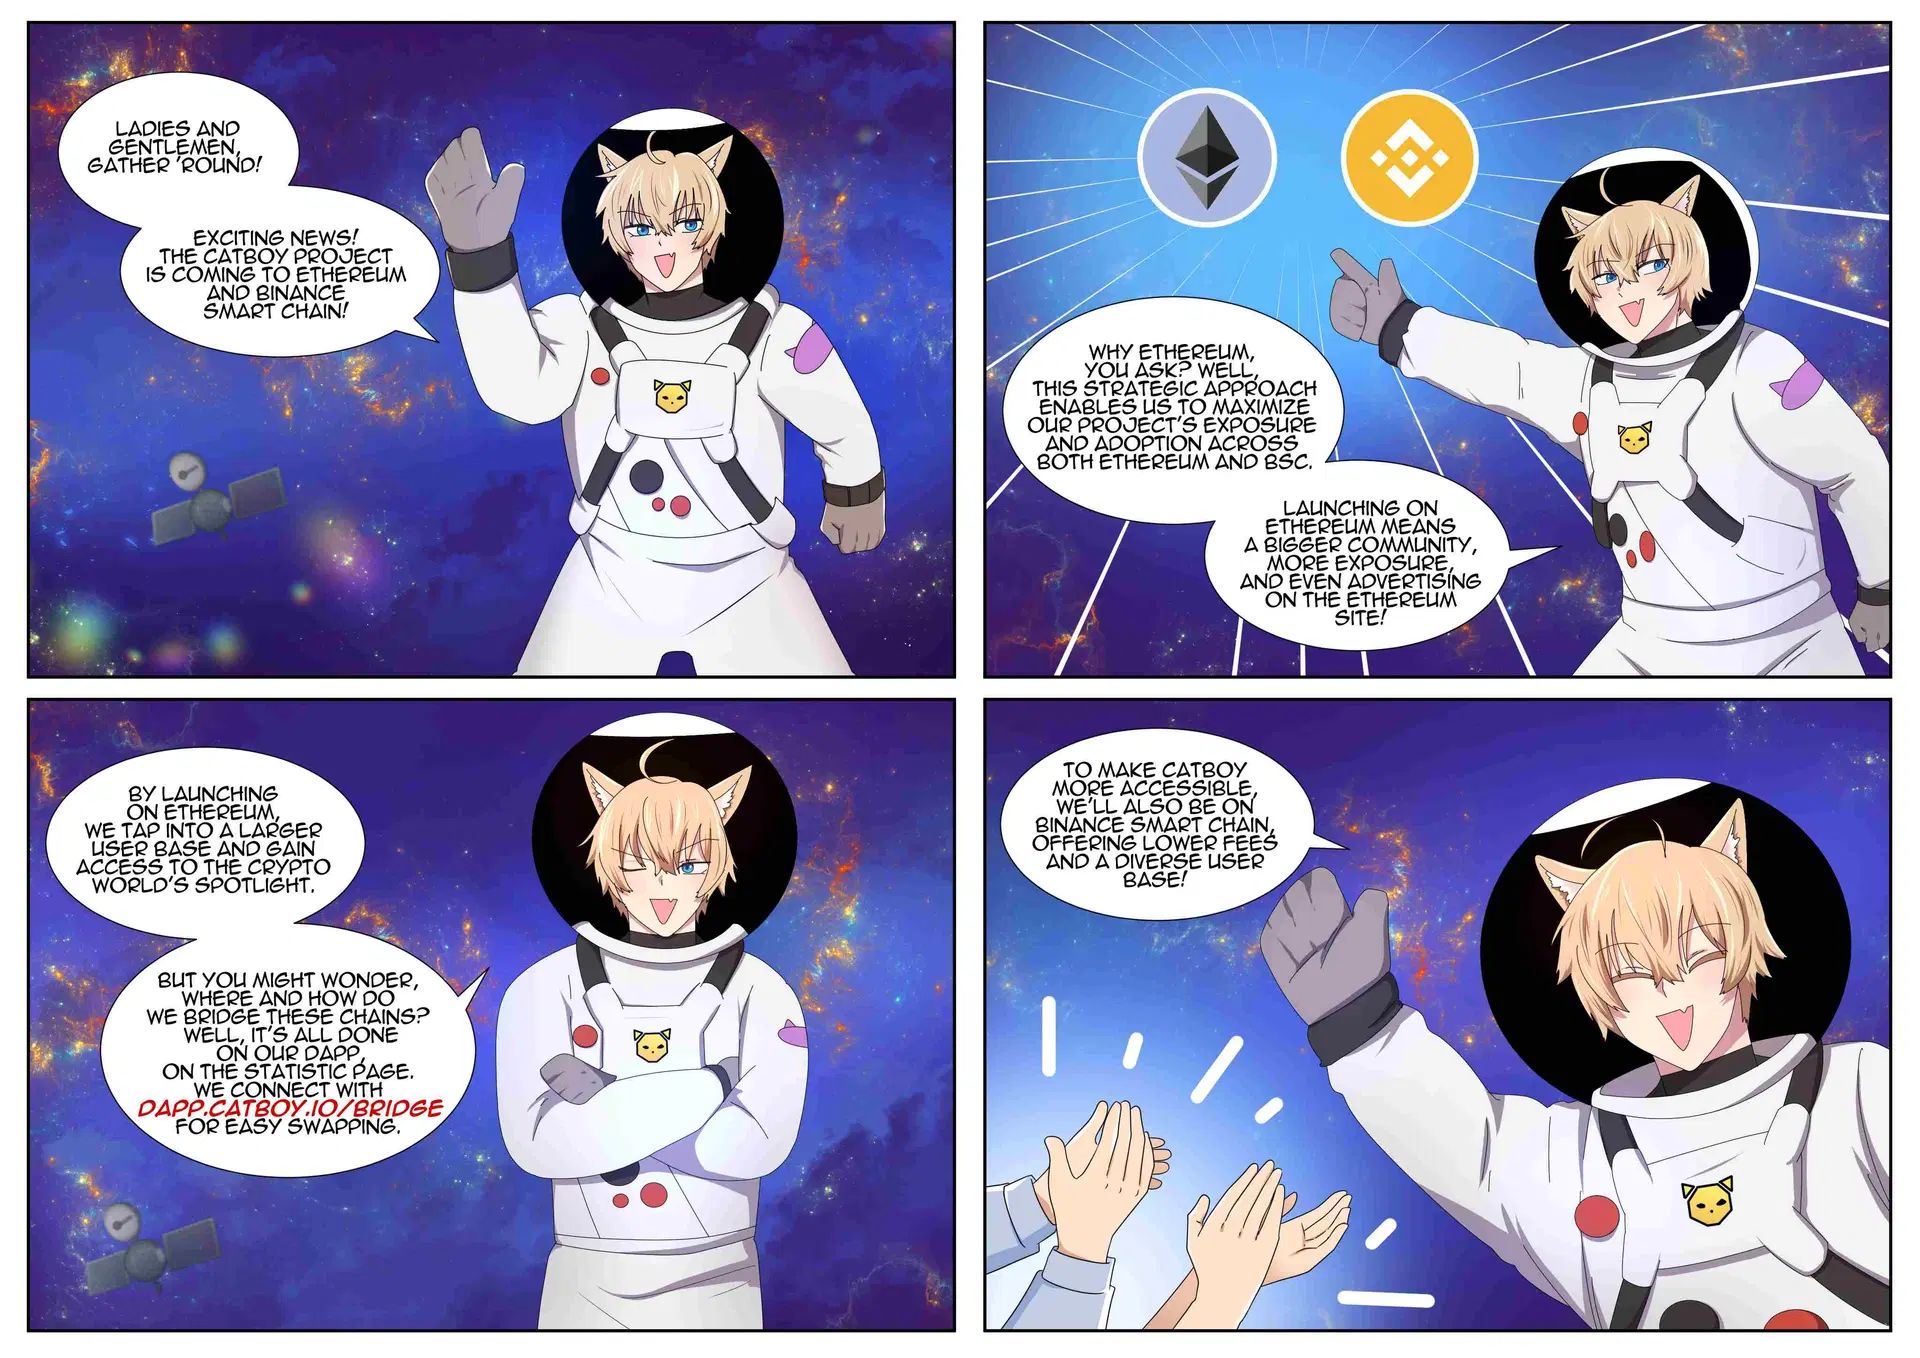 LADIES AND
GENTLEMEN,
GATHER 'ROUND!
EXCITING NEWS!
THE CATBOY PROJECT
IS COMING TO ETHEREUM
AND BINANCE
SMART CHAIN!
WHY ETHEREUM,
YOU ASK? WELL,
THIS STRATEGIC APPROACH
ENABLES US TO MAXIMIZE
OUR PROJECT'S EXPOSURE
AND ADOPTION ACROSS
BOTH ETHEREUM AND BSC.
LAUNCHING ON
ETHEREUM MEANS
A BIGGER COMMUNITY,
MORE EXPOSURE,
AND EVEN ADVERTISING
ON THE ETHEREUM
SITE!
BY LAUNCHING
ON ETHEREUM,
WE TAP INTO A LARGER
USER BASE AND GAIN
ACCESS TO THE CRYPTO
WORLD'S SPOTLIGHT.
BUT YOU MIGHT WONDER,
WHERE AND HOW DO
WE BRIDGE THESE CHAINS?
WELL, IT'S ALL DONE
ON OUR DAPP,
ON THE STATISTIC PAGE.
WE CONNECT WITH
DAPP.CATBOY.IO/BRIDGE
FOR EASY SWAPPING.
TO MAKE CATBOY
MORE ACCESSIBLE,
WE'LL ALSO BE ON
BINANCE SMART CHAIN,
OFFERING LOWER FEES
AND A DIVERSE USER
BASE!